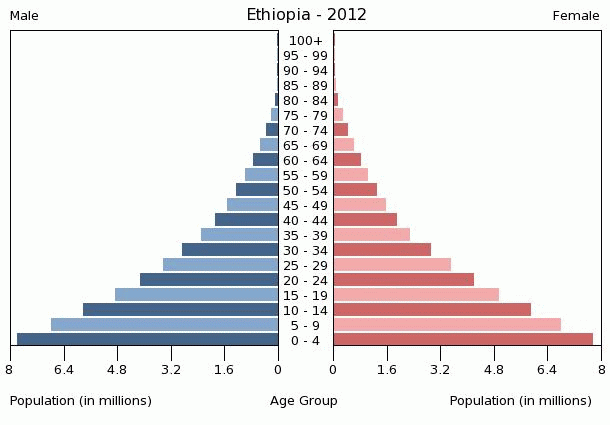 Male Ethiopia - 2012 Female
100+
95 - 99
90 - 94
85 - 89
80 - 84
75 - 79
70 - 74
65 - 69
60 - 64
55 - 59
50 - 54
45 - 49
40 - 44
35 - 39
30 - 34
25 - 29
20 - 24
15 - 19
10 - 14
5 - 9
0 - 4
8 6.4 4.8 3.2 1.6 0 0 1.6 3.2 4.8 6.4 8
Population (in millions) Age Group Population (in millions)